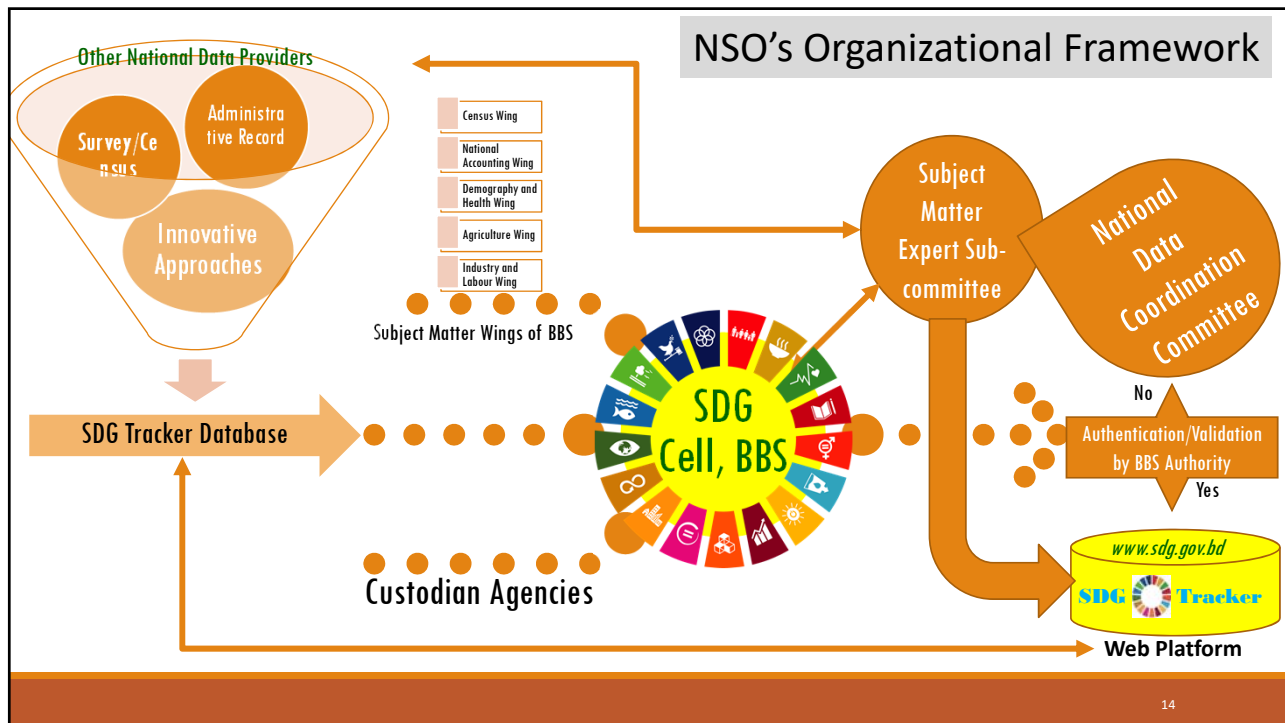 NSO’s Organizational Framework
Other National Data Providers
Administra
tive Record
Survey/Ce
nsus
Innovative
Approaches
Census Wing
National
Accounting Wing
Demography and
Health Wing
Agriculture Wing
Industry and
Labour Wing
Subject Matter Wings of BBS
Subject
Matter
Expert Sub-
committee
National
Data
Coordination
Committee
SDG Tracker Database
SDG
Cell, BBS
No
Authentication/Validation
by BBS Authority
Yes
Custodian Agencies
www.sdg.gov.bd
SDG Tracker
Web Platform
14